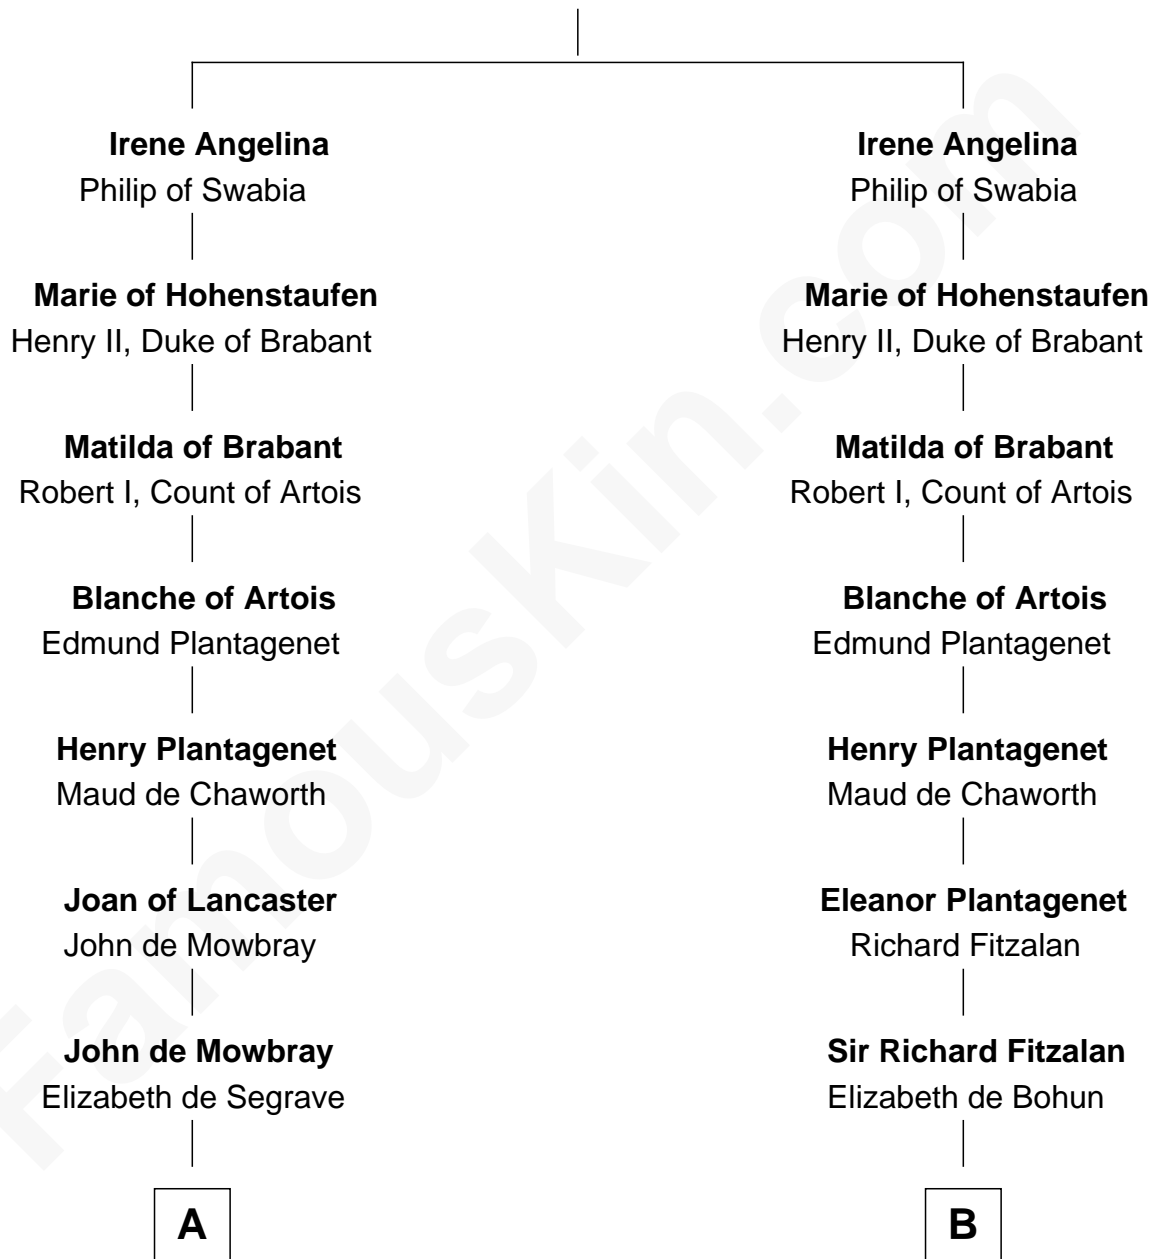 Irene Angelina
Philip of Swabia
Marie of Hohenstaufen
Henry II, Duke of Brabant
Matilda of Brabant
Robert I, Count of Artois
Blanche of Artois
Edmund Plantagenet
Henry Plantagenet
Maud de Chaworth
Joan of Lancaster
John de Mowbray
John de Mowbray
Elizabeth de Segrave
A
Irene Angelina
Philip of Swabia
Marie of Hohenstaufen
Henry II, Duke of Brabant
Matilda of Brabant
Robert I, Count of Artois
Blanche of Artois
Edmund Plantagenet
Henry Plantagenet
Maud de Chaworth
Eleanor Plantagenet
Richard Fitzalan
Sir Richard Fitzalan
Elizabeth de Bohun
B
FamousKin.com